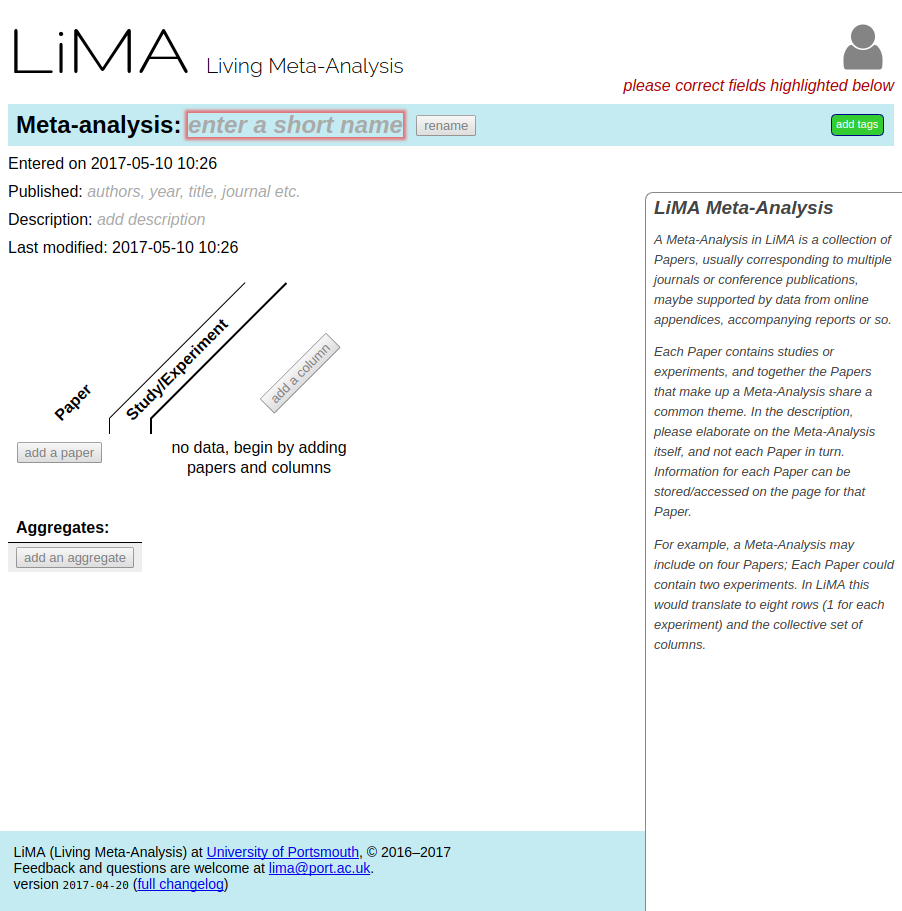 LiMA Living Meta-Analysis
please correct fields highlighted below
Meta-analysis: enter a short name rename add tags
Entered on 2017-05-10 10:26
Published: authors, year, title, journal etc.
Description: add description
Last modified: 2017-05-10 10:26
Paper
Study/Experiment
add a column
add a paper
no data, begin by adding
papers and columns
Aggregates:
add an aggregate
LiMA Meta-Analysis
A Meta-Analysis in LiMA is a collection of
Papers, usually corresponding to multiple
journals or conference publications,
maybe supported by data from online
appendices, accompanying reports or so.
Each Paper contains studies or
experiments, and together the Papers
that make up a Meta-Analysis share a
common theme. In the description,
please elaborate on the Meta-Analysis
itself, and not each Paper in turn.
Information for each Paper can be
stored/accessed on the page for that
Paper.
For example, a Meta-Analysis may
include on four Papers; Each Paper could
contain two experiments. In LiMA this
would translate to eight rows (1 for each
experiment) and the collective set of
columns.
LiMA (Living Meta-Analysis) at University of Portsmouth, © 2016–2017
Feedback and questions are welcome at lima@port.ac.uk.
version 2017-04-20 (full changelog)